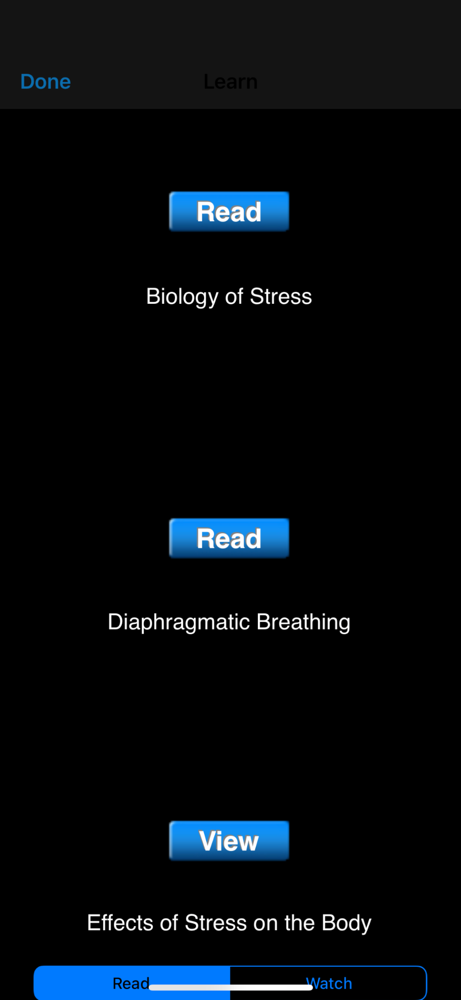 Done Learn
Read
Biology of Stress
Read
Diaphragmatic Breathing
View
Effects of Stress on the Body
Read Watch